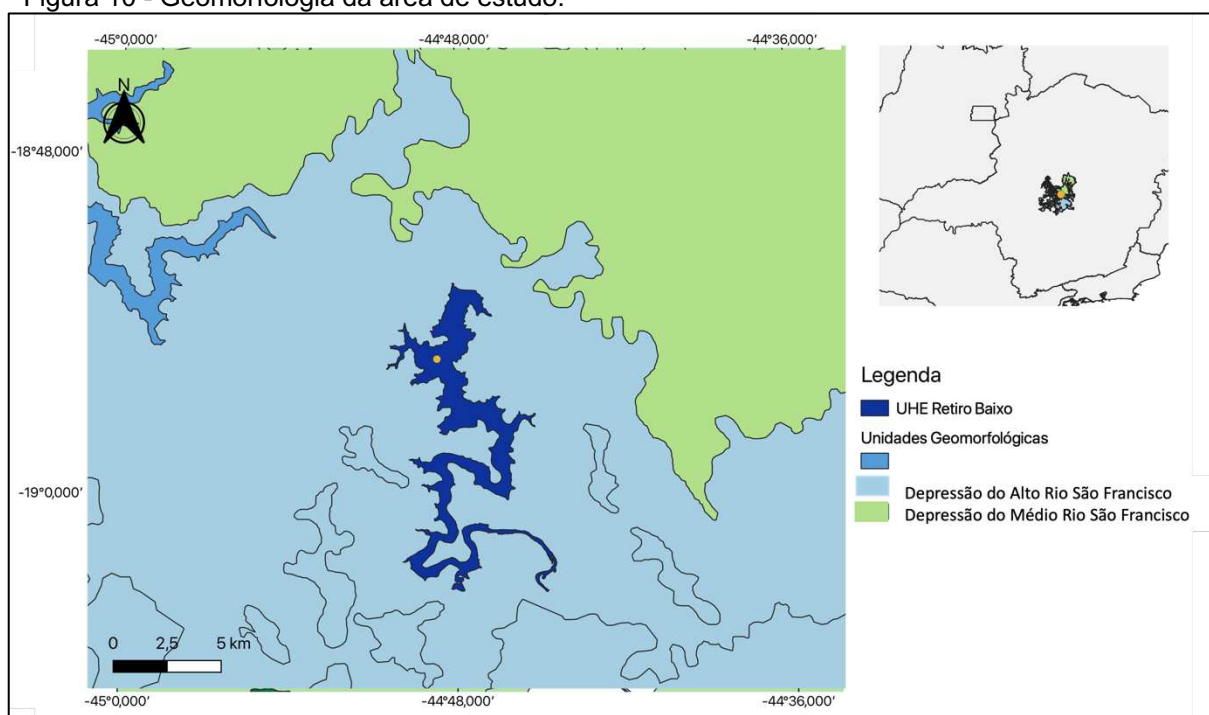 Figura 10 - Geomorfologia da área de estudo.
-45°0,000' -44°48,000' -44°36,000'
N
-18°48,000'
-19°0,000'
0 2,5 5 km
-45°0,000' -44°48,000' -44°36,000'
Legenda
UHE Retiro Baixo
Unidades Geomorfológicas
Depressão do Alto Rio São Francisco
Depressão do Médio Rio São Francisco